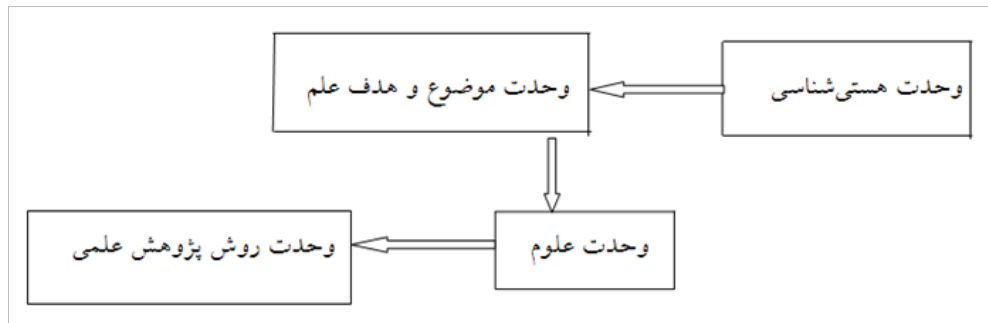 وحدت هستی‌شناسی
وحدت موضوع و هدف علم
وحدت علوم
وحدت روش پژوهش علمی